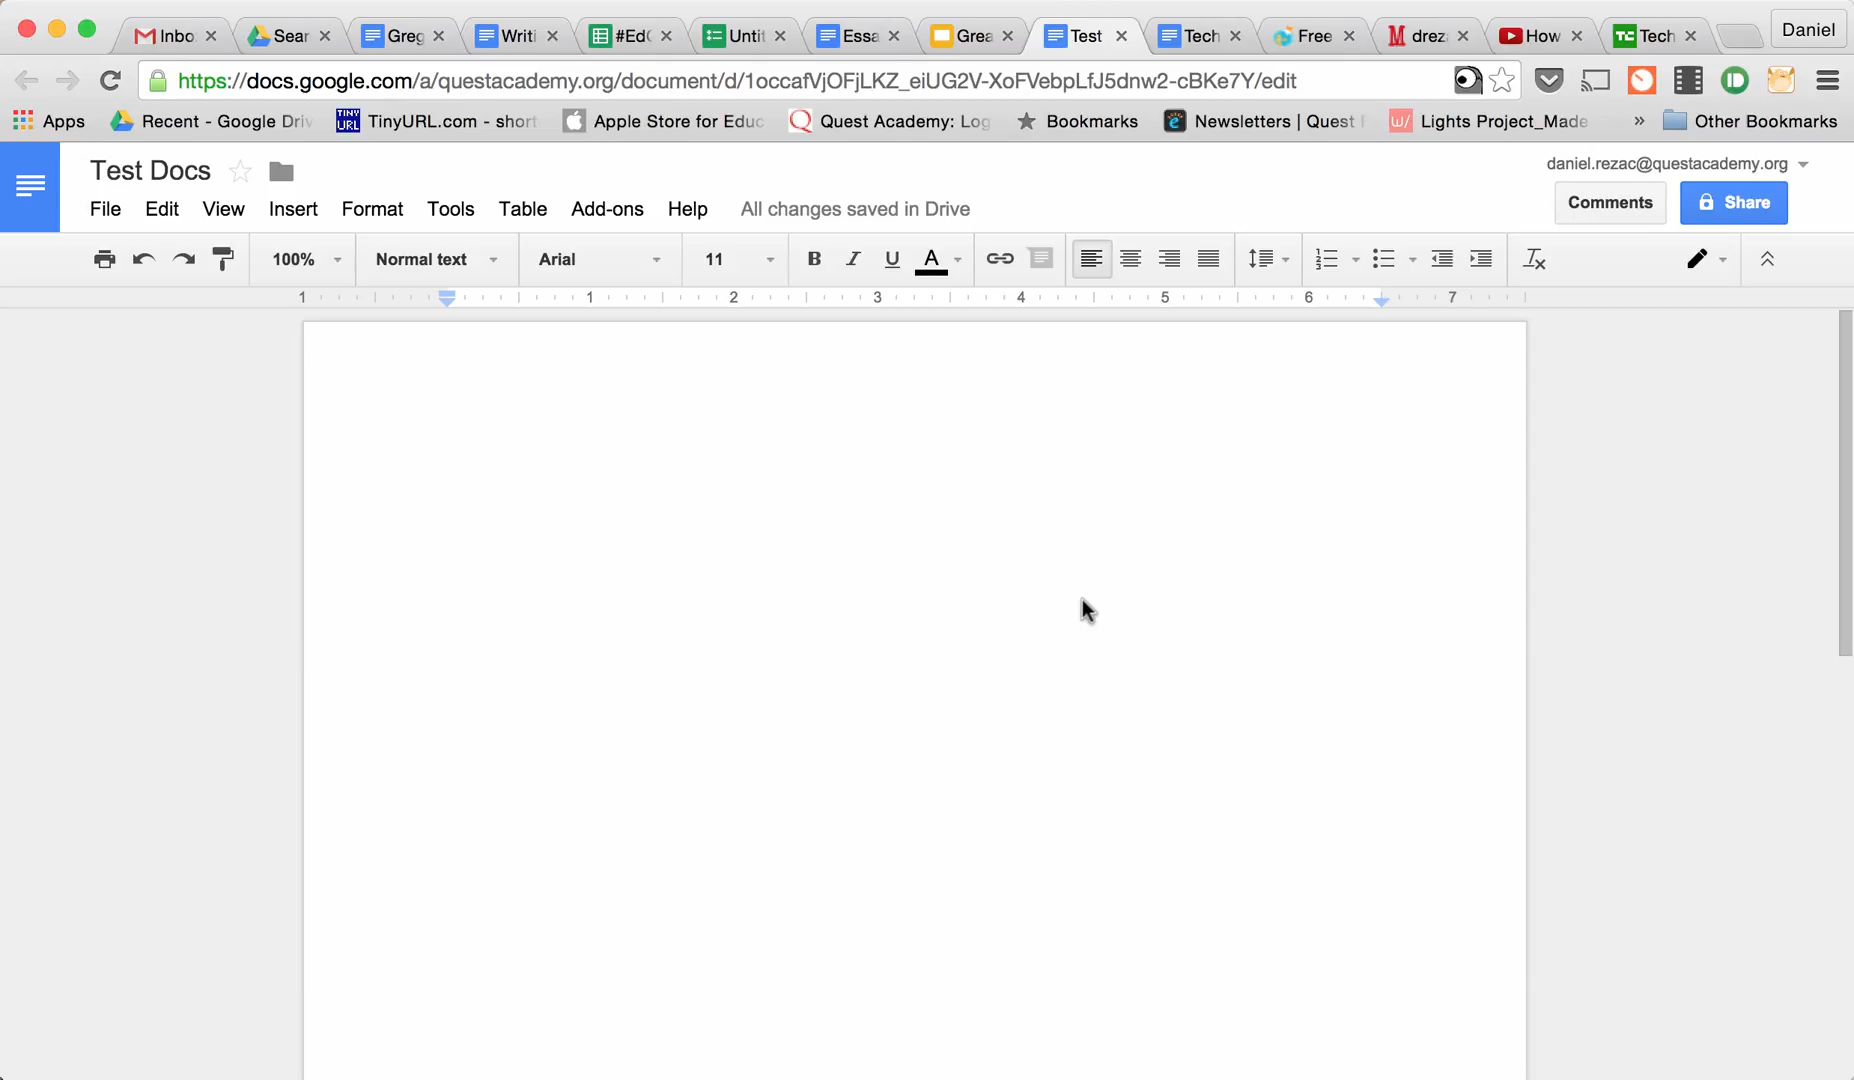 Inbo Sear Greg Writi #Ed Unti Essa Grea Test Tech Free drez How Tech Daniel
https://docs.google.com/a/questacademy.org/document/d/1occafVjOFjLKZ_eiUG2V-XoFVebpLfJ5dnw2-cBKe7Y/edit
Apps Recent - Google Driv TinyURL.com - short Apple Store for Educ Quest Academy: Log Bookmarks Newsletters | Quest Lights Project_Made » Other Bookmarks
Test Docs daniel.rezac@questacademy.org
File Edit View Insert Format Tools Table Add-ons Help All changes saved in Drive Comments Share
100% Normal text Arial 11 B I U A
1 1 2 3 4 5 6 7